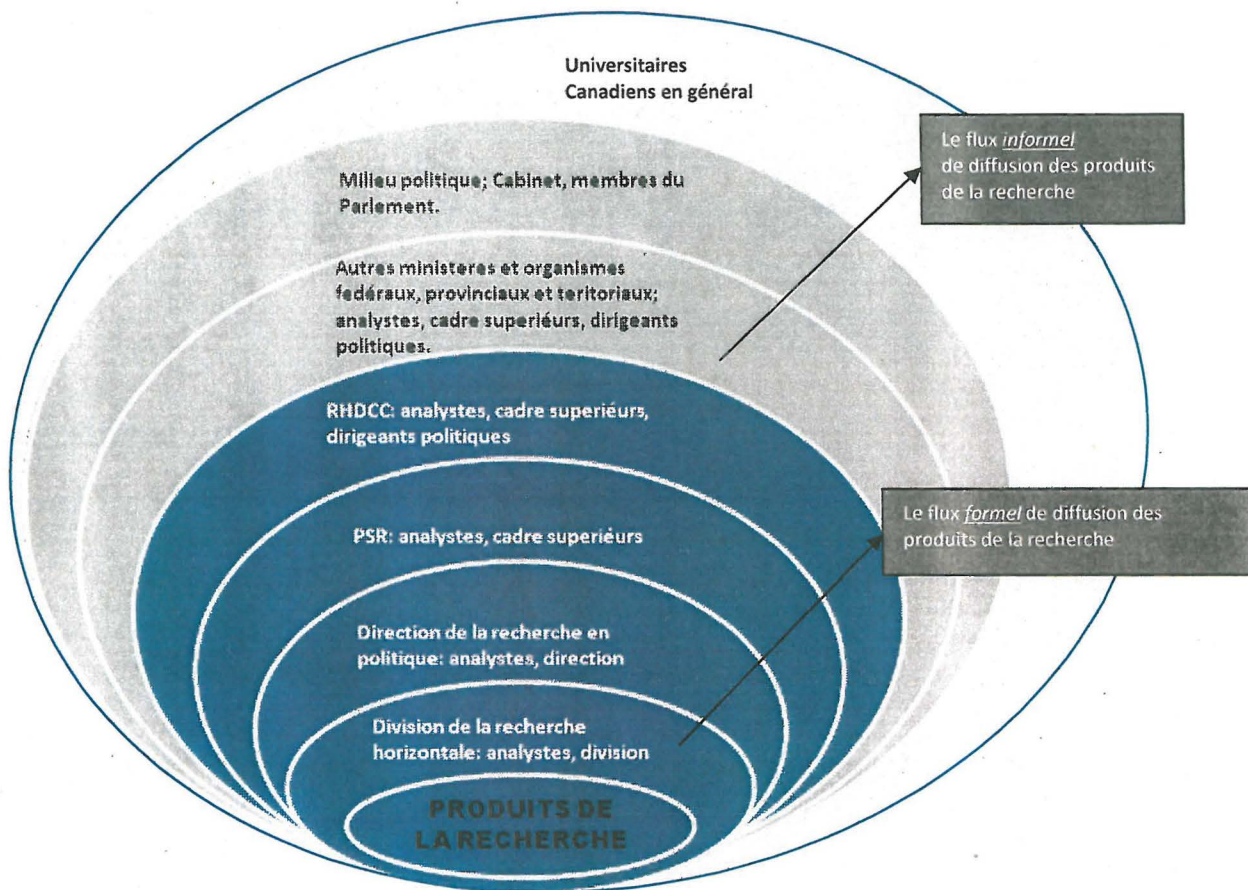 Universitaires
Canadiens en général
Le flux informel
de diffusion des produits
de la recherche
Milieu politique; Cabinet, membres du
Parlement.
Autres ministeres et organismes
fedéraux, provinciaux et teritoriaux;
analystes, cadre superiéurs, dirigeants
politiques.
RHDCC: analystes, cadre superiéurs,
dirigeants politiques
Le flux formel de diffusion des
produits de la recherche
PSR: analystes, cadre superiéurs
Direction de la recherche en
politique: analystes, direction
Division de la recherche
horizontale: analystes, division
PRODUITS DE
LA RECHERCHE